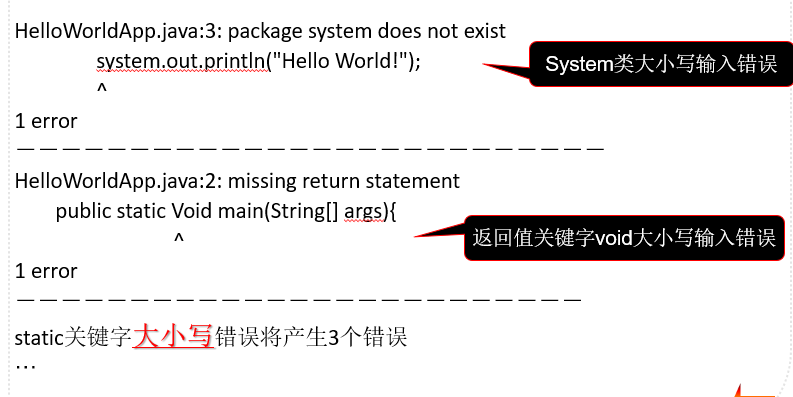 HelloWorldApp.java:3: package system does not exist
system.out.println("Hello World!");
System类大小写输入错误
^
1 error
－－－－－－－－－－－－－－－－－－－－－－－－－－
HelloWorldApp.java:2: missing return statement
public static Void main(String[] args){
返回值关键字void大小写输入错误
^
1 error
－－－－－－－－－－－－－－－－－－－－－－－－－
static关键字大小写错误将产生3个错误
…